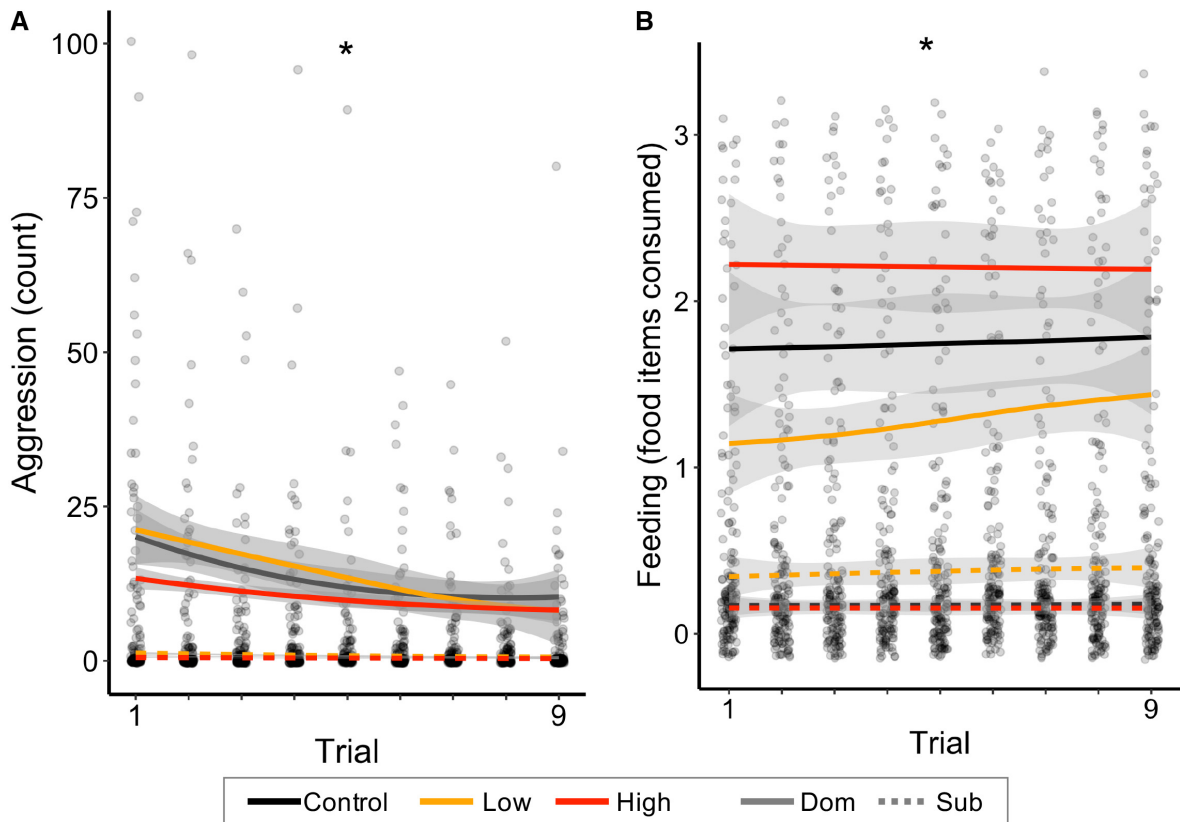 A
Aggression (count)
100
75
50
25
0
*
1
9
Trial
B
Feeding (food items consumed)
3
2
1
0
*
1
9
Trial
Control Low High Dom Sub